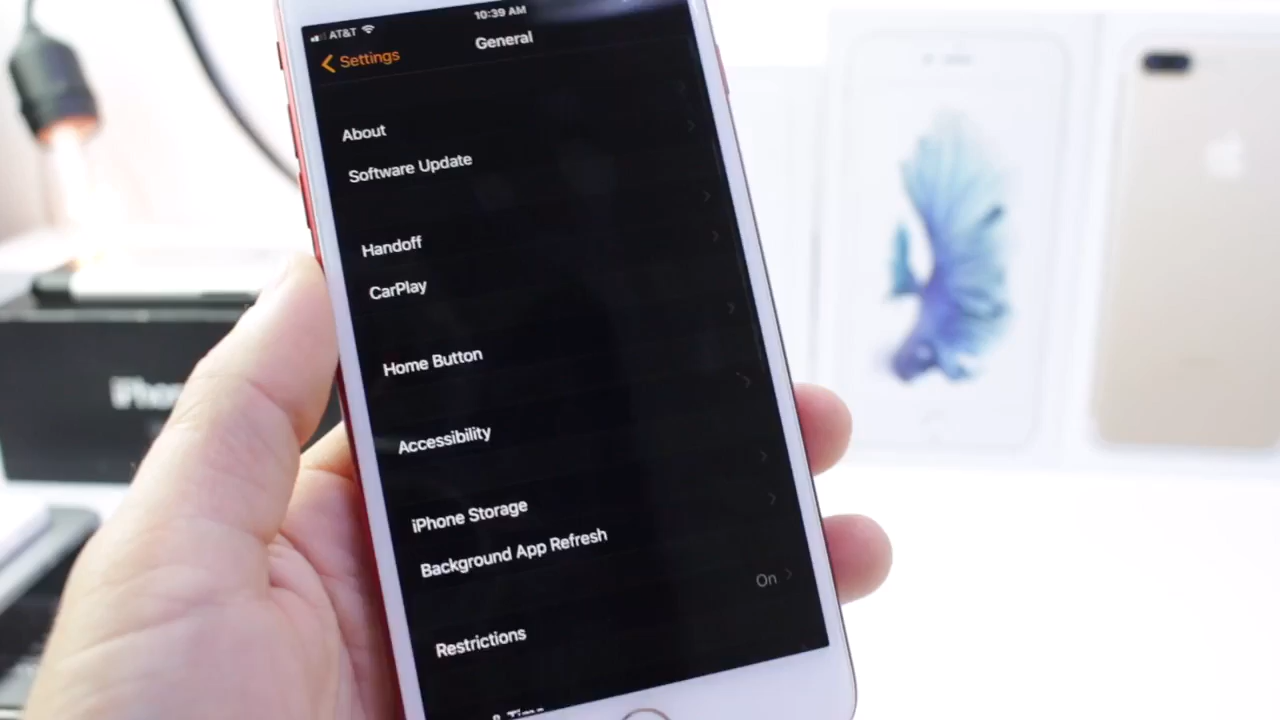 AT&T
10:39 AM
Settings
General
About
Software Update
Handoff
CarPlay
Home Button
Accessibility
iPhone Storage
Background App Refresh
On
Restrictions